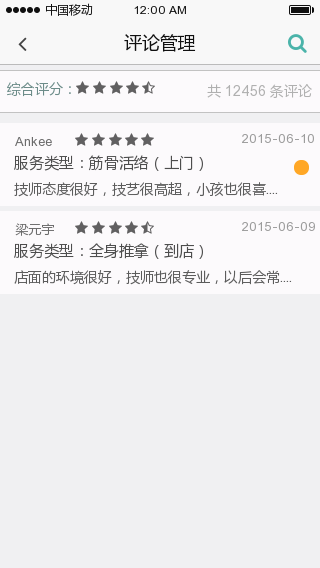 中国移动 12:00 AM
评论管理
综合评分： 共 12456 条评论
Ankee 2015-06-10
服务类型：筋骨活络（上门）
技师态度很好，技艺很高超，小孩也很喜....
梁元宇 2015-06-09
服务类型：全身推拿（到店）
店面的环境很好，技师也很专业，以后会常....